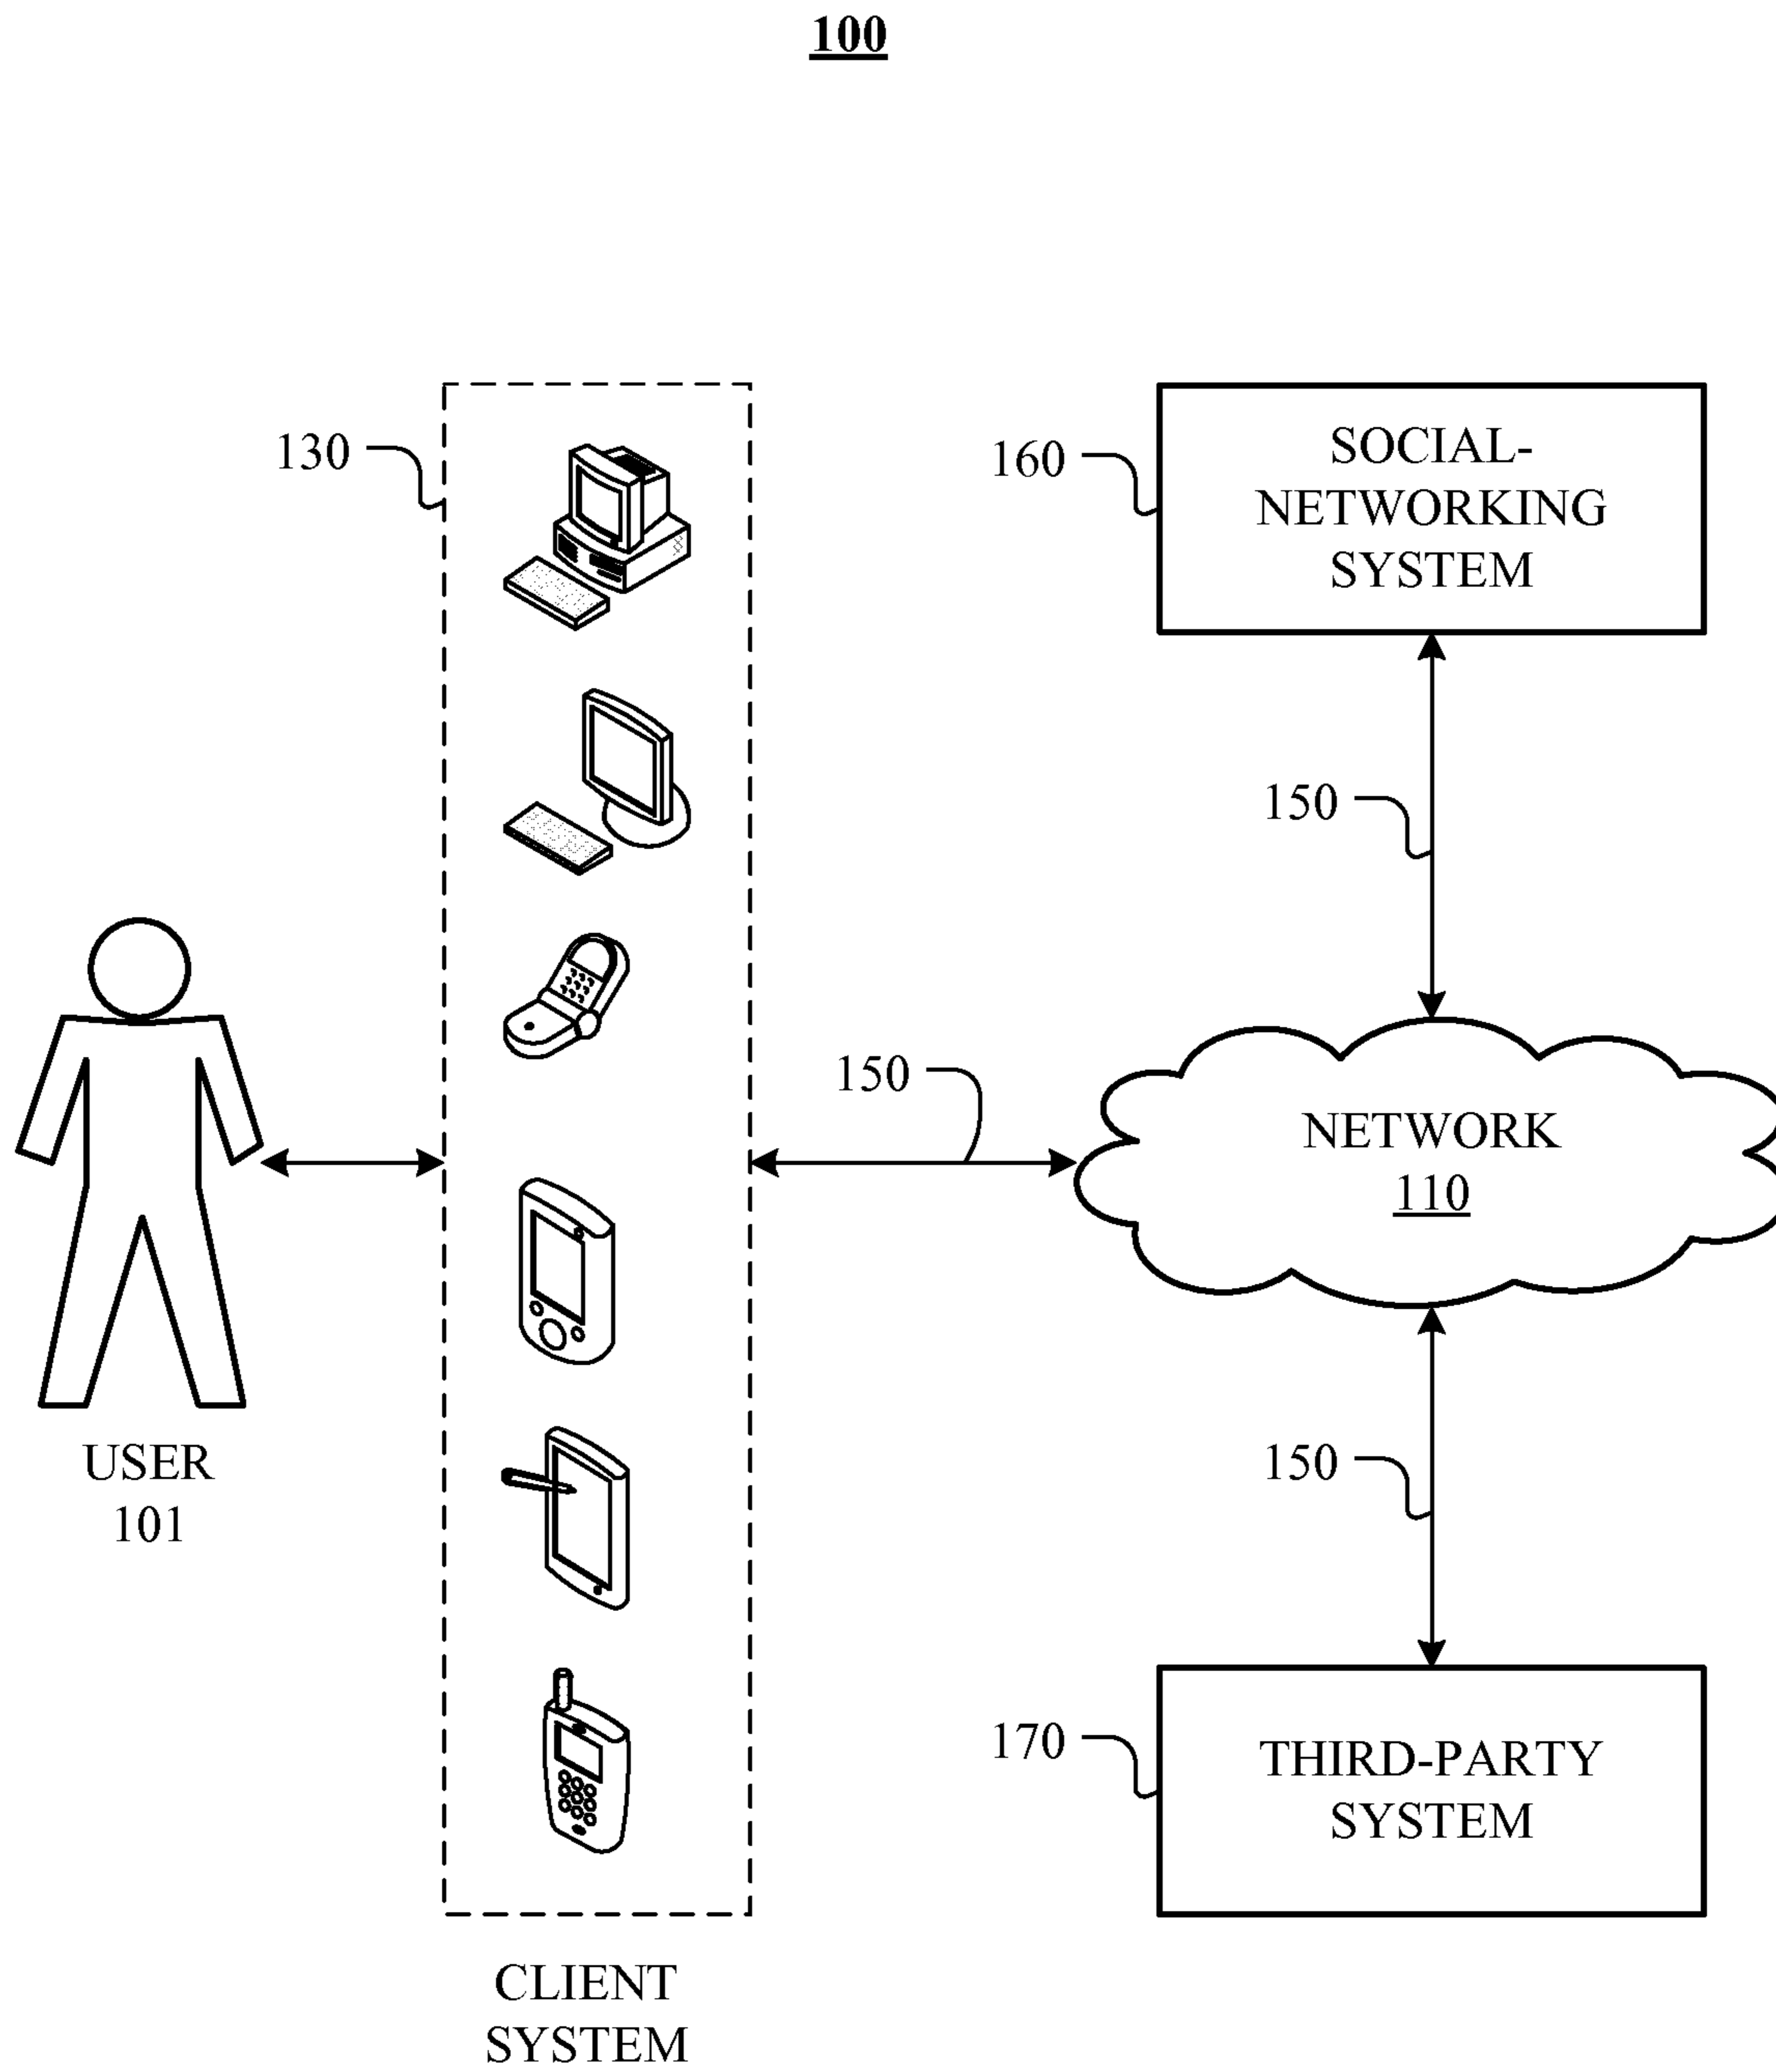 100
130
160
SOCIAL-
NETWORKING
SYSTEM
150
150
NETWORK
110
USER
101
150
170
THIRD-PARTY
SYSTEM
CLIENT
SYSTEM